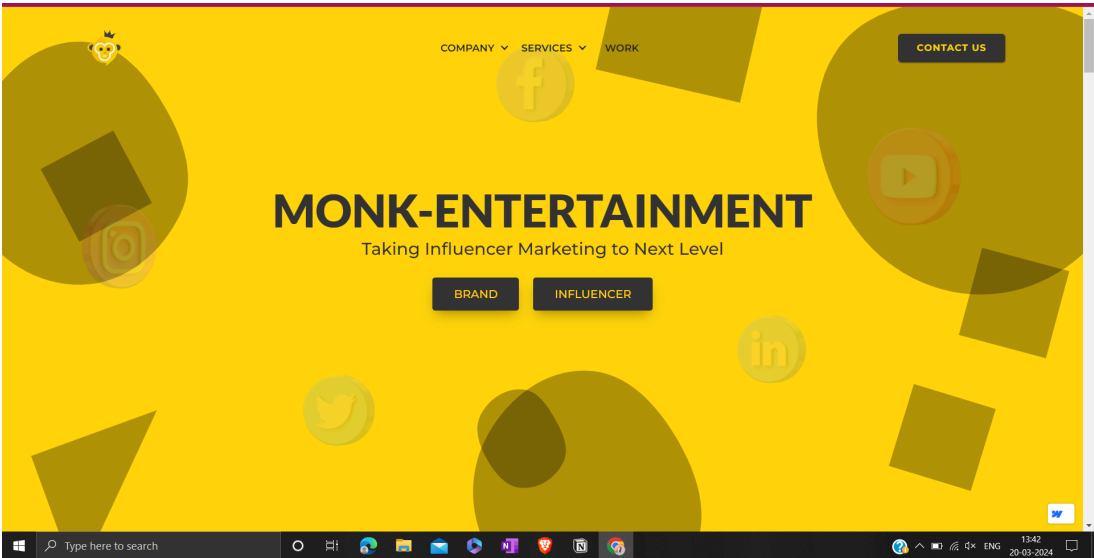 COMPANY SERVICES WORK CONTACT US
MONK-ENTERTAINMENT
Taking Influencer Marketing to Next Level
BRAND INFLUENCER
Type here to search
ENG
13:42
20-03-2024